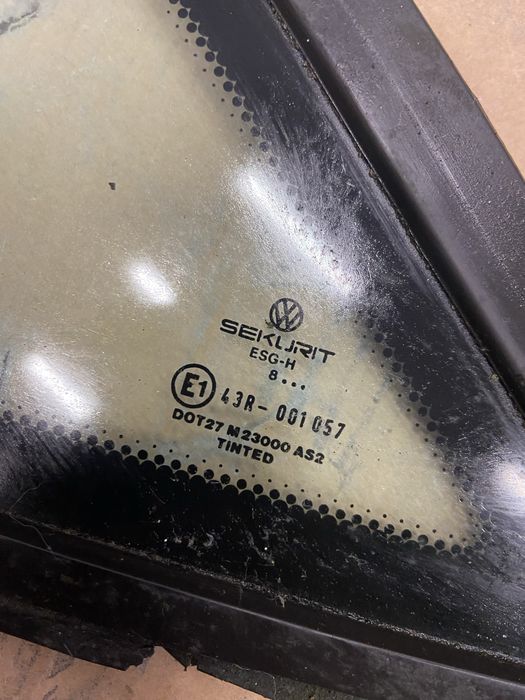 SEKURIT
ESG-H
8...
E1 43R-001057
DOT27 M23000 AS2
TINTED